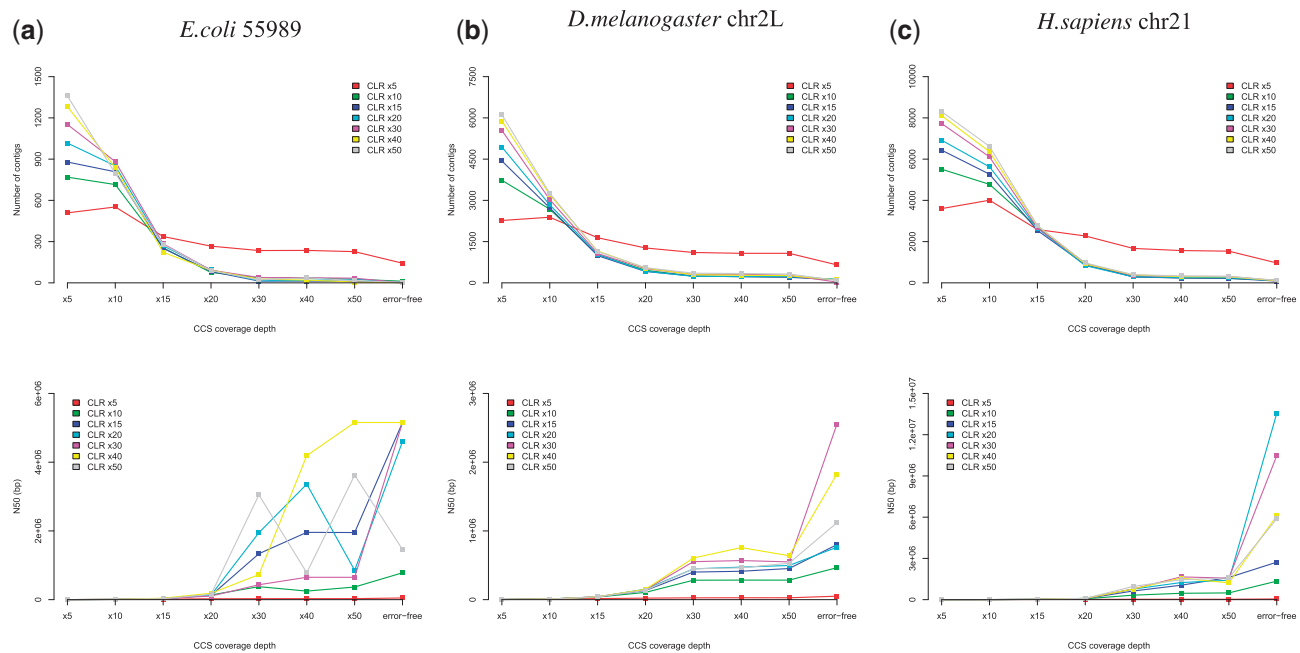 (a) E.coli 55989
(b) D.melanogaster chr2L
(c) H.sapiens chr21
Number of contigs
1500
1200
900
600
300
0
CLR x5
CLR x10
CLR x15
CLR x20
CLR x30
CLR x40
CLR x50
x5 x10 x15 x20 x30 x40 x50 error-free
CCS coverage depth
Number of contigs
7500
6000
4500
3000
1500
0
CLR x5
CLR x10
CLR x15
CLR x20
CLR x30
CLR x40
CLR x50
x5 x10 x15 x20 x30 x40 x50 error-free
CCS coverage depth
Number of contigs
10000
8000
6000
4000
2000
0
CLR x5
CLR x10
CLR x15
CLR x20
CLR x30
CLR x40
CLR x50
x5 x10 x15 x20 x30 x40 x50 error-free
CCS coverage depth
N50 (bp)
6e+06
4e+06
2e+06
0
CLR x5
CLR x10
CLR x15
CLR x20
CLR x30
CLR x40
CLR x50
x5 x10 x15 x20 x30 x40 x50 error-free
CCS coverage depth
N50 (bp)
3e+06
2e+06
1e+06
0
CLR x5
CLR x10
CLR x15
CLR x20
CLR x30
CLR x40
CLR x50
x5 x10 x15 x20 x30 x40 x50 error-free
CCS coverage depth
N50 (bp)
1.5e+07
1.2e+07
9e+06
6e+06
3e+06
0
CLR x5
CLR x10
CLR x15
CLR x20
CLR x30
CLR x40
CLR x50
x5 x10 x15 x20 x30 x40 x50 error-free
CCS coverage depth